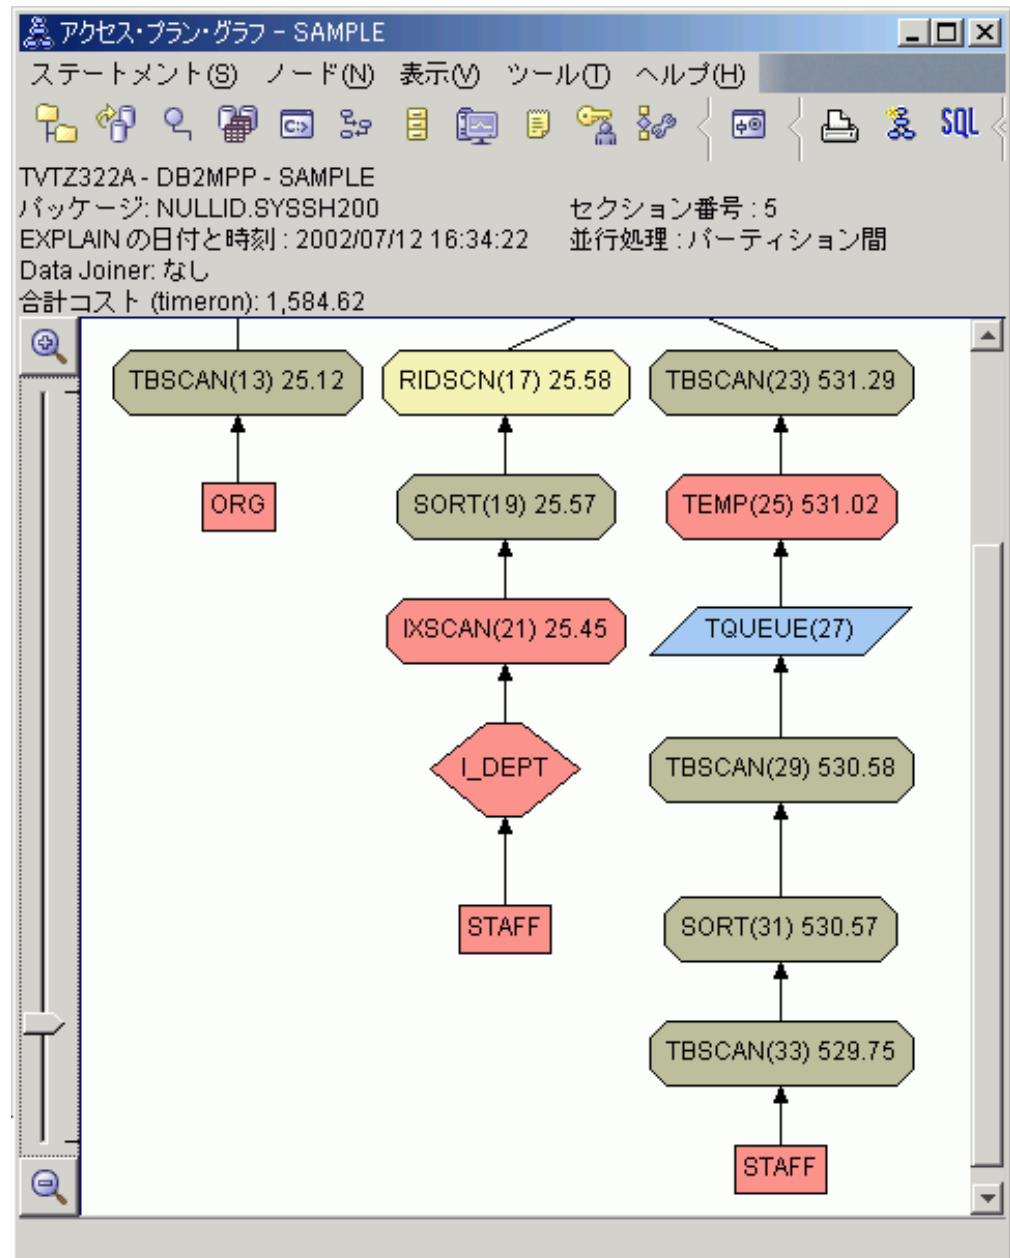 アクセス・プラン・グラフ - SAMPLE
ステートメント(S) ノード(N) 表示(V) ツール(T) ヘルプ(H)
C:>
SQL
TVTZ322A - DB2MPP - SAMPLE
パッケージ: NULLID.SYSSH200 セクション番号 : 5
EXPLAIN の日付と時刻 : 2002/07/12 16:34:22 並行処理 : パーティション間
Data Joiner: なし
合計コスト (timeron): 1,584.62
TBSCAN(13) 25.12 RIDSCN(17) 25.58 TBSCAN(23) 531.29
ORG SORT(19) 25.57 TEMP(25) 531.02
IXSCAN(21) 25.45 TQUEUE(27)
I_DEPT TBSCAN(29) 530.58
STAFF SORT(31) 530.57
TBSCAN(33) 529.75
STAFF